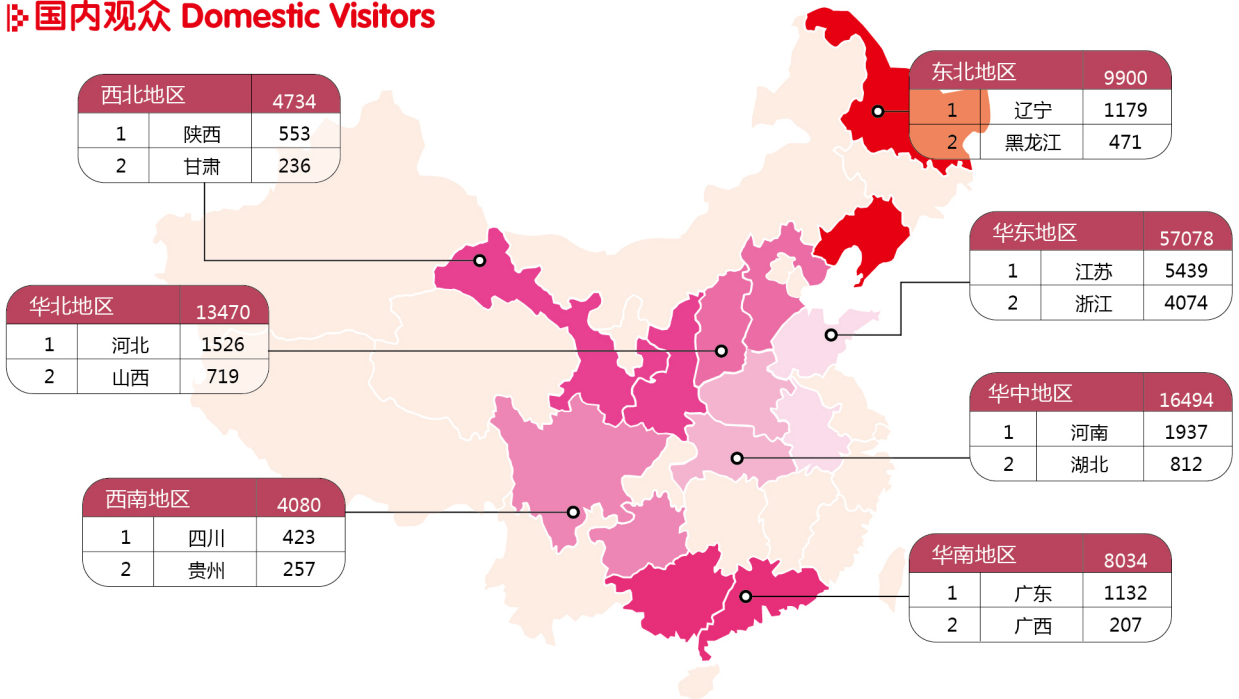 国内观众 Domestic Visitors
西北地区 4734
1 陕西 553
2 甘肃 236
东北地区 9900
1 辽宁 1179
2 黑龙江 471
华东地区 57078
1 江苏 5439
2 浙江 4074
华北地区 13470
1 河北 1526
2 山西 719
华中地区 16494
1 河南 1937
2 湖北 812
西南地区 4080
1 四川 423
2 贵州 257
华南地区 8034
1 广东 1132
2 广西 207